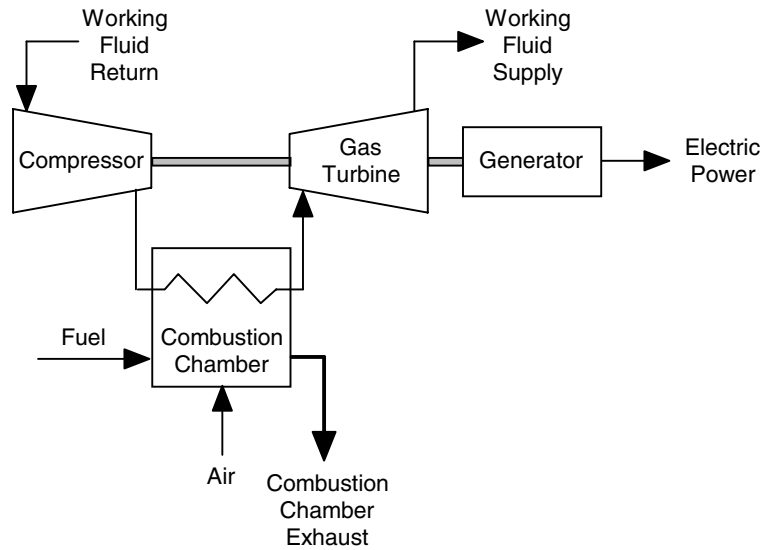 Working
Fluid
Return
Working
Fluid
Supply
Compressor
Gas
Turbine
Generator
Electric
Power
Fuel
Combustion
Chamber
Air
Combustion
Chamber
Exhaust